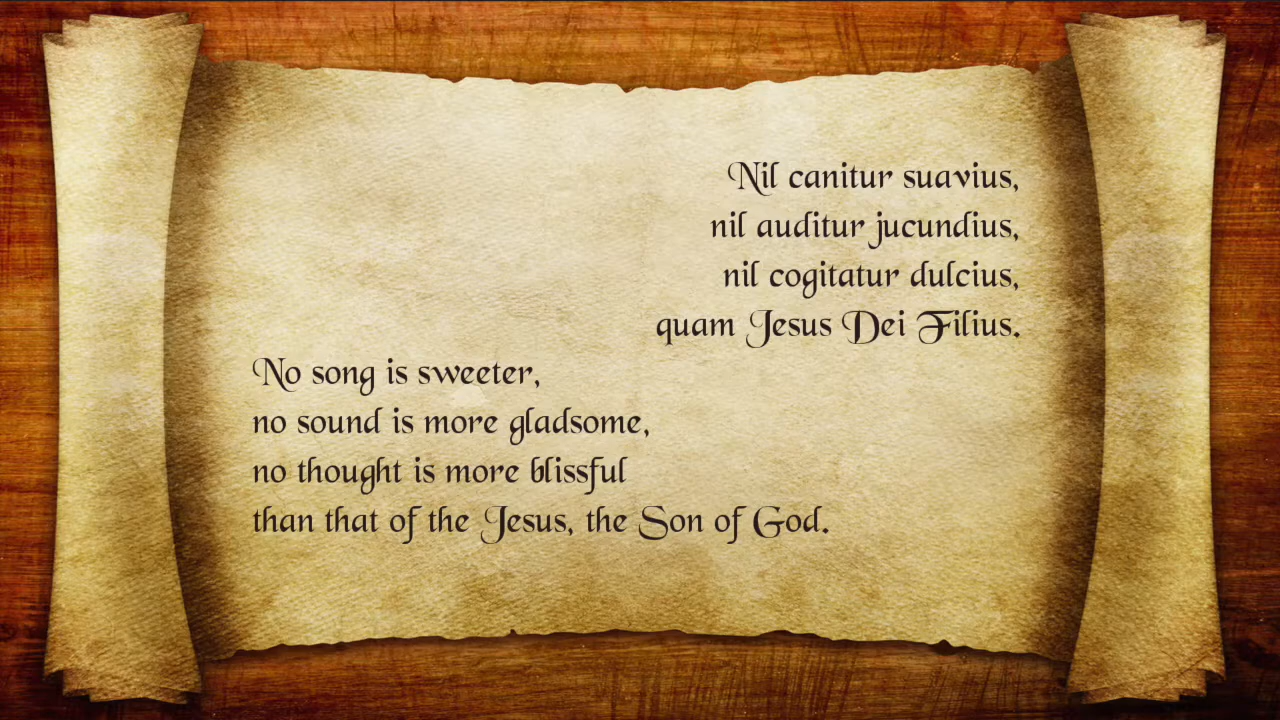 Nil canitur suavius,
nil auditur jucundius,
nil cogitatur dulcius,
quam Jesus Dei Filius.
No song is sweeter,
no sound is more gladsome,
no thought is more blissful
than that of the Jesus, the Son of God.